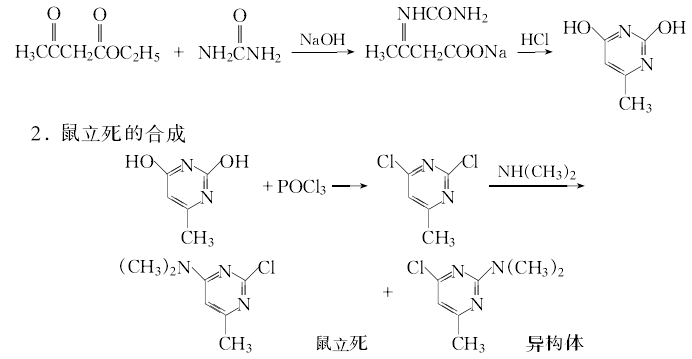 O O NHCONH₂
H₃CCCH₂COC₂H₅ + NH₂CNH₂ NaOH H₃CCCH₂COONa HCl HO N OH N CH₃
2. 鼠立死的合成
HO N OH N CH₃ + POCl₃ Cl N Cl N CH₃ NH(CH₃)₂
(CH₃)₂N N Cl N CH₃ + Cl N N(CH₃)₂ N CH₃
鼠立死 异构体